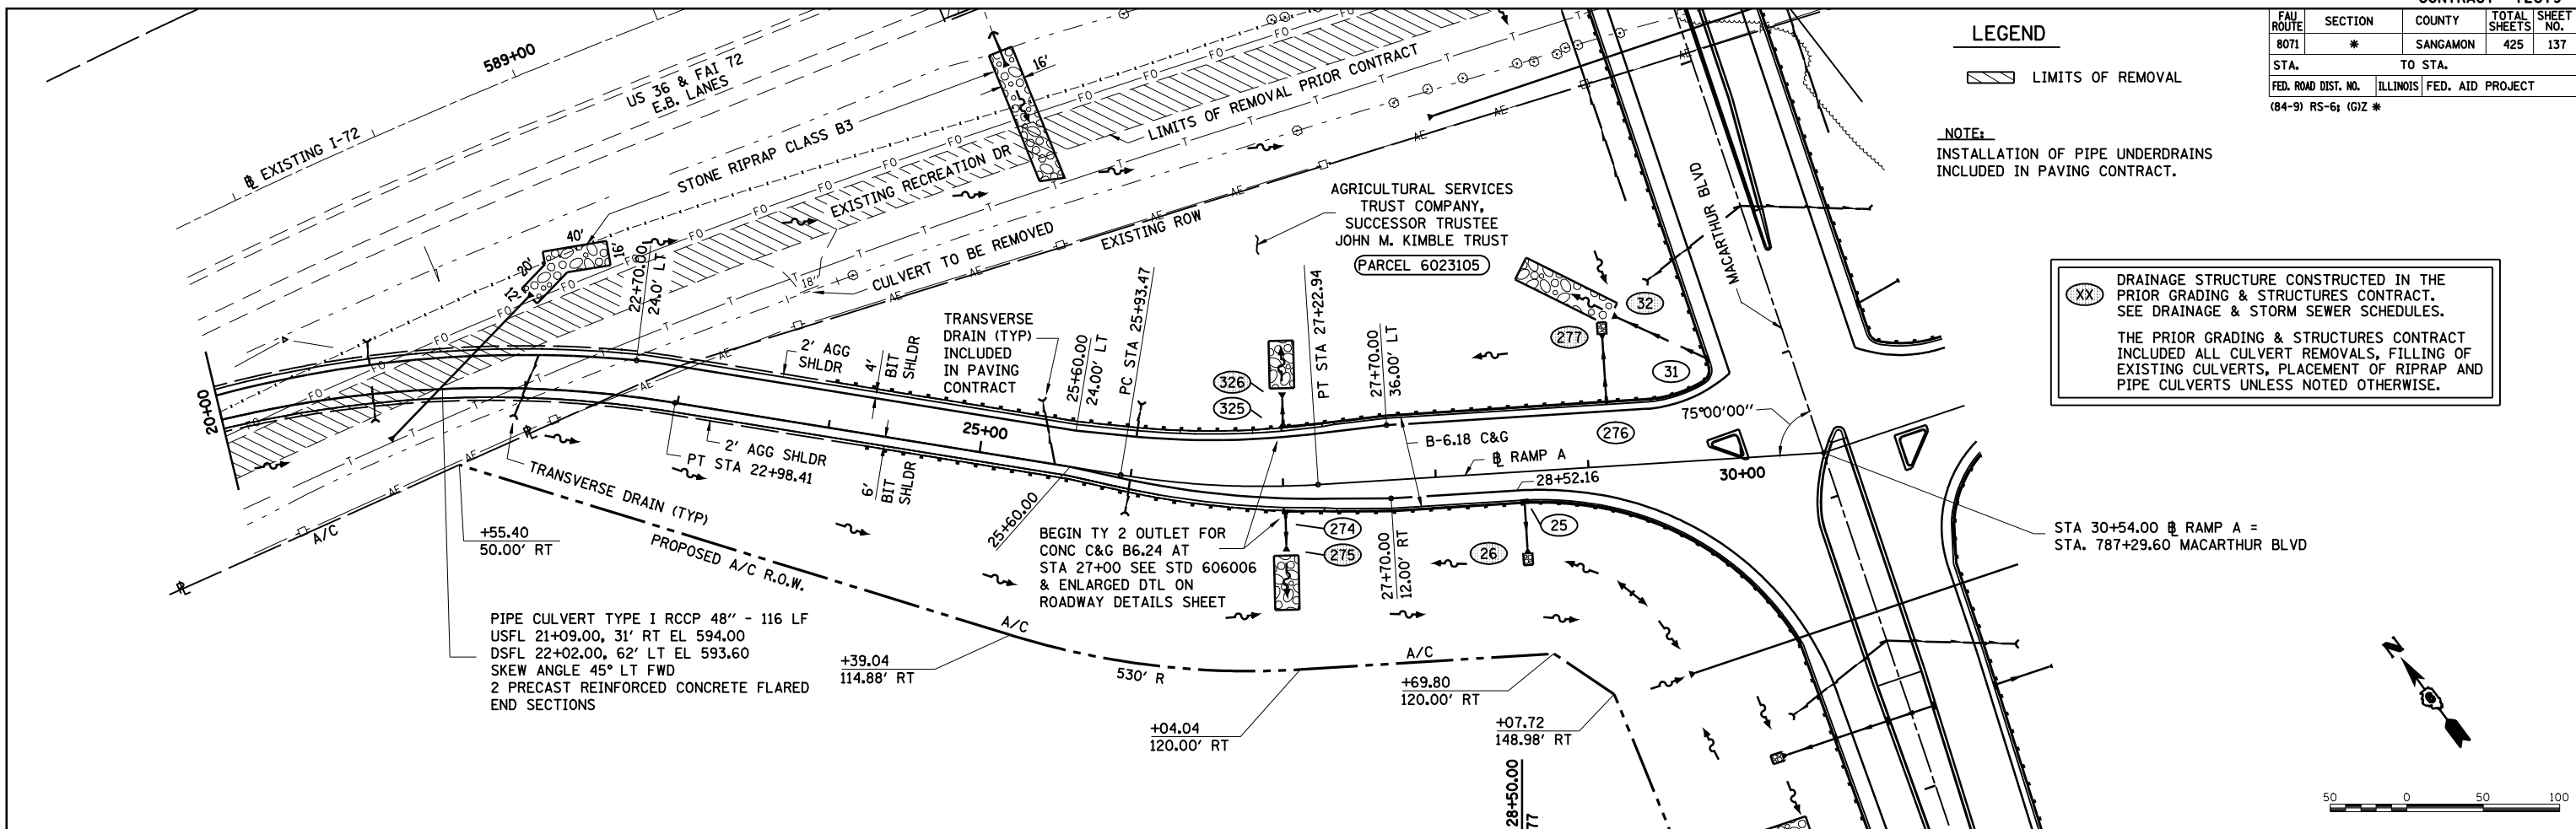 FAU ROUTE SECTION COUNTY TOTAL SHEETS SHEET NO.
8071 * SANGAMON 425 137
STA. TO STA.
FED. ROAD DIST. NO. ILLINOIS FED. AID PROJECT
(84-9) RS-6; (G)Z *
LEGEND
LIMITS OF REMOVAL
NOTE:
INSTALLATION OF PIPE UNDERDRAINS
INCLUDED IN PAVING CONTRACT.
XX
DRAINAGE STRUCTURE CONSTRUCTED IN THE
PRIOR GRADING & STRUCTURES CONTRACT.
SEE DRAINAGE & STORM SEWER SCHEDULES.
THE PRIOR GRADING & STRUCTURES CONTRACT
INCLUDED ALL CULVERT REMOVALS, FILLING OF
EXISTING CULVERTS, PLACEMENT OF RIPRAP AND
PIPE CULVERTS UNLESS NOTED OTHERWISE.
589+00
US 36 & FAI 72
E.B. LANES
EXISTING I-72
STONE RIPRAP CLASS B3
16'
LIMITS OF REMOVAL PRIOR CONTRACT
EXISTING RECREATION DR
40'
16'
20'
12'
22+70.00
24.0' LT
18'
CULVERT TO BE REMOVED
EXISTING ROW
AGRICULTURAL SERVICES
TRUST COMPANY,
SUCCESSOR TRUSTEE
JOHN M. KIMBLE TRUST
PARCEL 6023105
MACARTHUR BLVD
20+00
2' AGG
SHLDR
4'
BIT
SHLDR
TRANSVERSE
DRAIN (TYP)
INCLUDED
IN PAVING
CONTRACT
25+60.00
24.00' LT
PC STA 25+93.47
326
325
PT STA 27+22.94
27+70.00
36.00' LT
32
277
31
276
75°00'00"
25+00
B-6.18 C&G
RAMP A
28+52.16
30+00
2' AGG SHLDR
PT STA 22+98.41
6'
BIT
SHLDR
TRANSVERSE DRAIN (TYP)
25+60.00
274
275
27+70.00
12.00' RT
25
26
STA 30+54.00 ℄ RAMP A =
STA. 787+29.60 MACARTHUR BLVD
BEGIN TY 2 OUTLET FOR
CONC C&G B6.24 AT
STA 27+00 SEE STD 606006
& ENLARGED DTL ON
ROADWAY DETAILS SHEET
A/C
+55.40
50.00' RT
PROPOSED A/C R.O.W.
PIPE CULVERT TYPE I RCCP 48" - 116 LF
USFL 21+09.00, 31' RT EL 594.00
DSFL 22+02.00, 62' LT EL 593.60
SKEW ANGLE 45° LT FWD
2 PRECAST REINFORCED CONCRETE FLARED
END SECTIONS
A/C
+39.04
114.88' RT
530' R
A/C
+04.04
120.00' RT
+69.80
120.00' RT
+07.72
148.98' RT
28+50.00
N
50 0 50 100